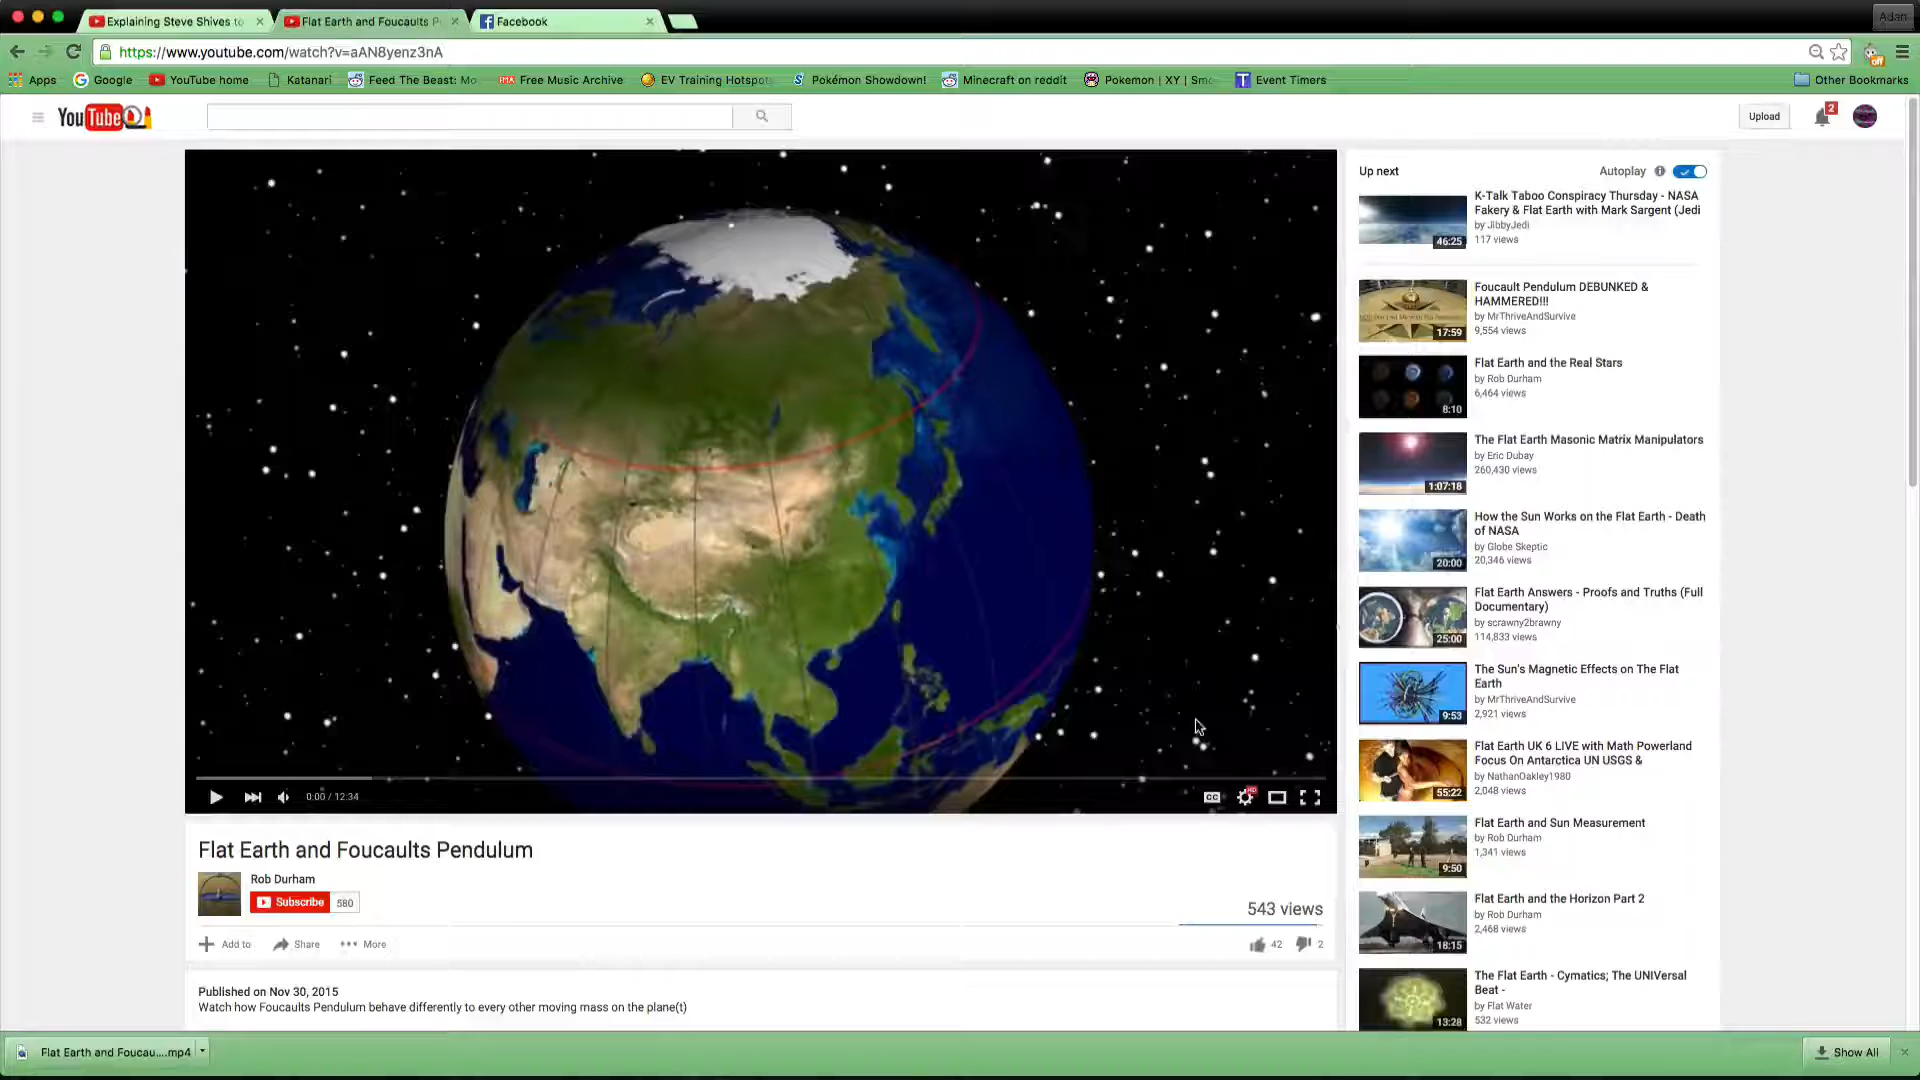 Adan
Explaining Steve Shives to
Flat Earth and Foucaults P
Facebook
https://www.youtube.com/watch?v=aAN8yenz3nA
Apps
Google
YouTube home
Katanari
Feed The Beast: Mo
FMA Free Music Archive
EV Training Hotspots
Pokémon Showdown!
Minecraft on reddit
Pokemon | XY | Smo
T Event Timers
Other Bookmarks
YouTube
Upload
2
Up next
Autoplay
K-Talk Taboo Conspiracy Thursday - NASA
Fakery & Flat Earth with Mark Sargent (Jedi
by JibbyJedi
117 views
46:25
Foucault Pendulum DEBUNKED &
HAMMERED!!!
by MrThriveAndSurvive
9,554 views
17:59
Flat Earth and the Real Stars
by Rob Durham
6,464 views
8:10
The Flat Earth Masonic Matrix Manipulators
by Eric Dubay
260,430 views
1:07:18
How the Sun Works on the Flat Earth - Death
of NASA
by Globe Skeptic
20,346 views
20:00
Flat Earth Answers - Proofs and Truths (Full
Documentary)
by scrawny2brawny
114,833 views
25:00
The Sun's Magnetic Effects on The Flat
Earth
by MrThriveAndSurvive
2,921 views
9:53
Flat Earth UK 6 LIVE with Math Powerland
Focus On Antarctica UN USGS &
by NathanOakley1980
2,048 views
55:22
Flat Earth and Sun Measurement
by Rob Durham
1,341 views
9:50
Flat Earth and the Horizon Part 2
by Rob Durham
2,468 views
18:15
The Flat Earth - Cymatics; The UNIVersal
Beat -
by Flat Water
532 views
13:28
0:00 / 12:34
CC
HD
Flat Earth and Foucaults Pendulum
Rob Durham
Subscribe 580
543 views
Add to
Share
More
42
2
Published on Nov 30, 2015
Watch how Foucaults Pendulum behave differently to every other moving mass on the plane(t)
Flat Earth and Foucau....mp4
Show All